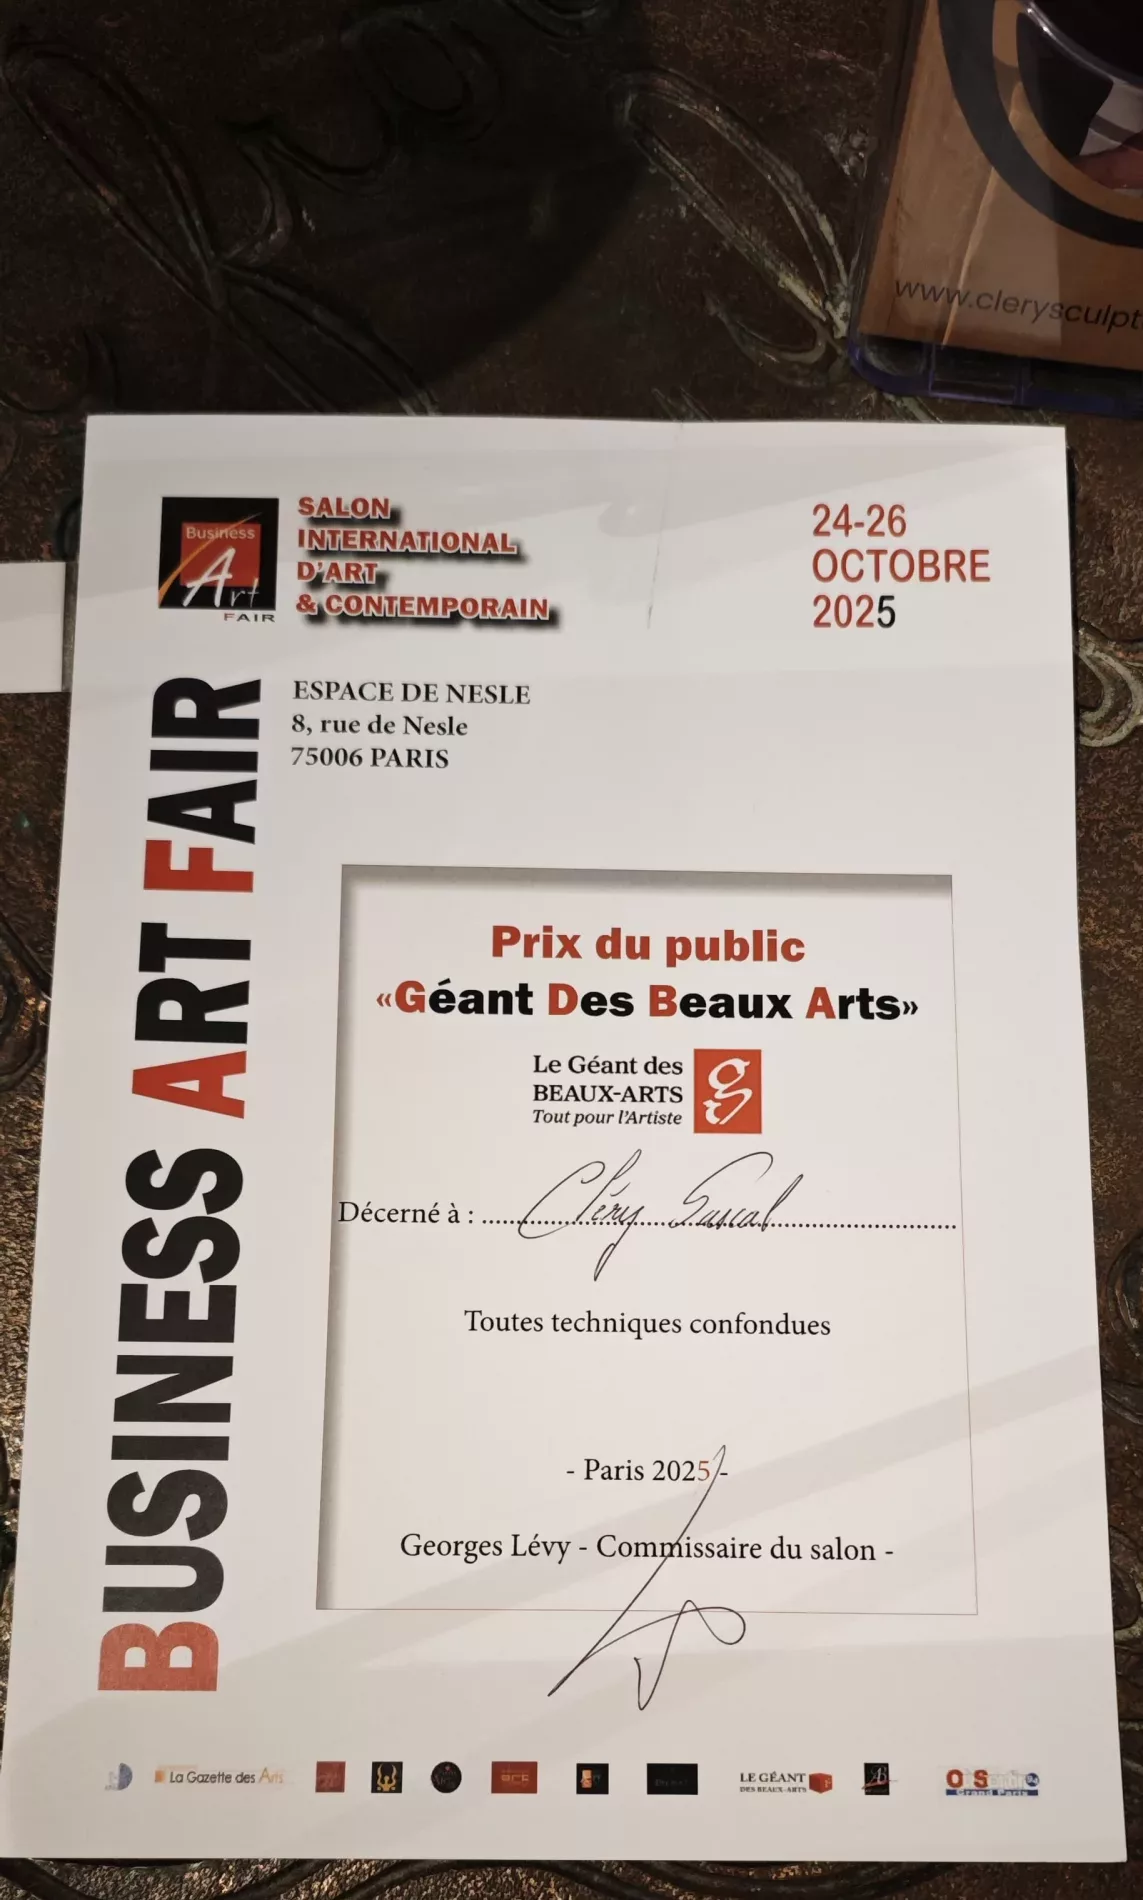 www.clerysculpt
Business
Art
FAIR
SALON
INTERNATIONAL
D'ART
& CONTEMPORAIN
24-26
OCTOBRE
2025
ESPACE DE NESLE
8, rue de Nesle
75006 PARIS
BUSINESS ART FAIR
Prix du public
«Géant Des Beaux Arts»
Le Géant des
BEAUX-ARTS
Tout pour l'Artiste
Décerné à : Cléry Pascal
Toutes techniques confondues
- Paris 2025 -
Georges Lévy - Commissaire du salon -
La Gazette des Arts
LE GÉANT
DES BEAUX-ARTS
Grand Paris